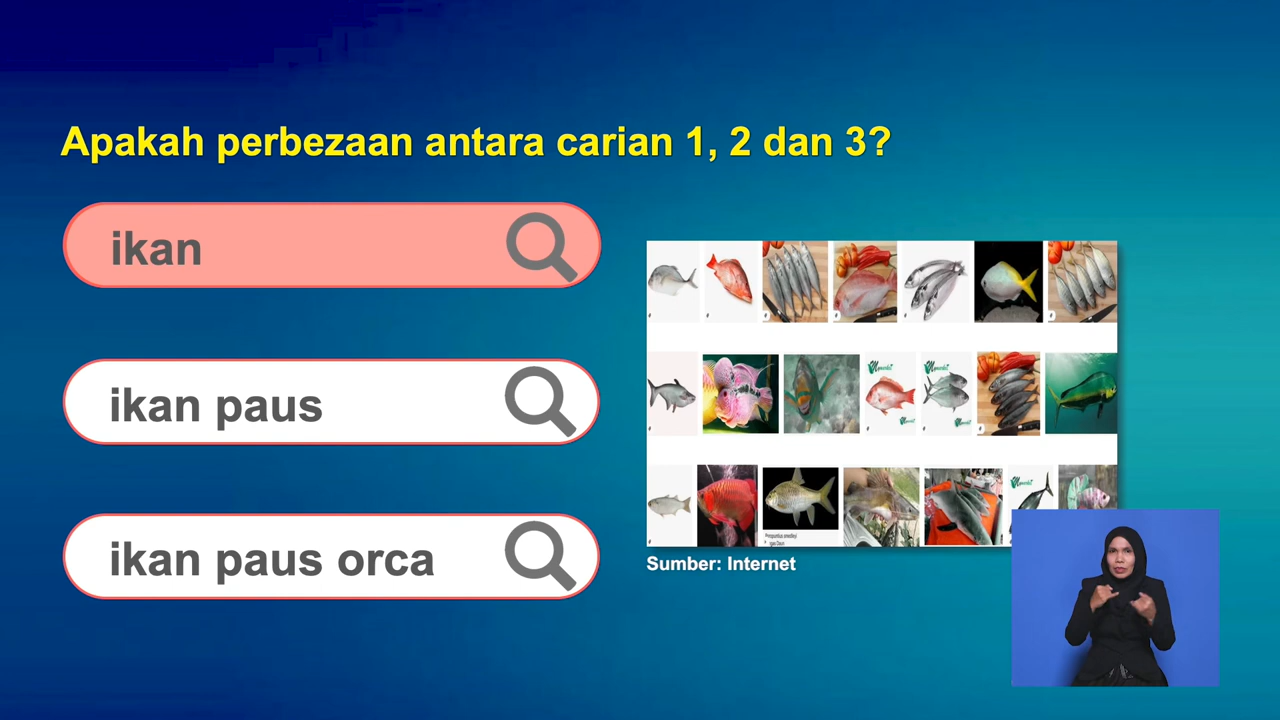 Apakah perbezaan antara carian 1, 2 dan 3?
ikan
ikan paus
ikan paus orca
Sumber: Internet